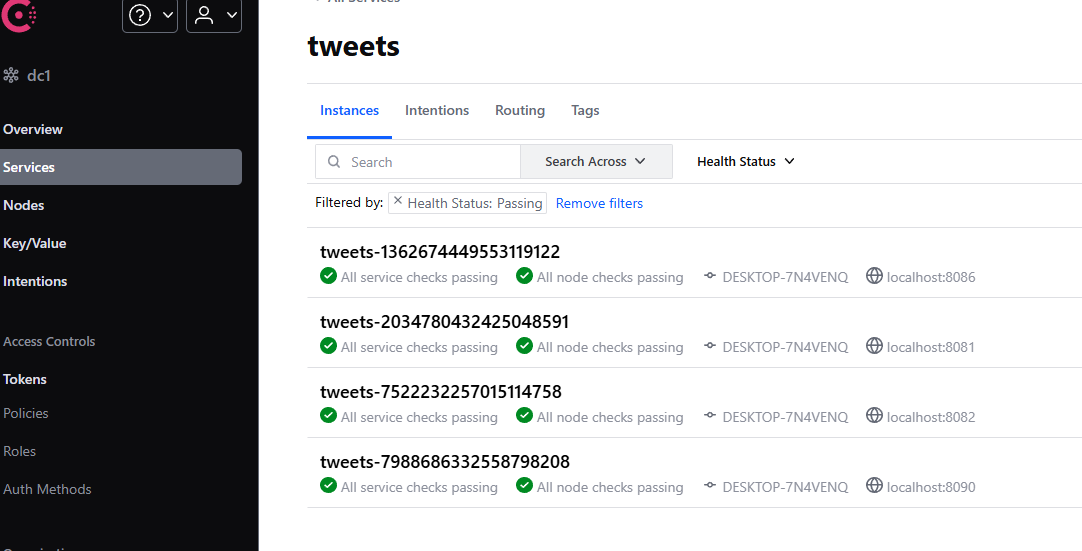 All Services
tweets
dc1
Overview
Services
Nodes
Key/Value
Intentions
Access Controls
Tokens
Policies
Roles
Auth Methods
Instances Intentions Routing Tags
Search Search Across Health Status
Filtered by: Health Status: Passing Remove filters
tweets-1362674449553119122
All service checks passing All node checks passing DESKTOP-7N4VENQ localhost:8086
tweets-2034780432425048591
All service checks passing All node checks passing DESKTOP-7N4VENQ localhost:8081
tweets-7522232257015114758
All service checks passing All node checks passing DESKTOP-7N4VENQ localhost:8082
tweets-7988686332558798208
All service checks passing All node checks passing DESKTOP-7N4VENQ localhost:8090